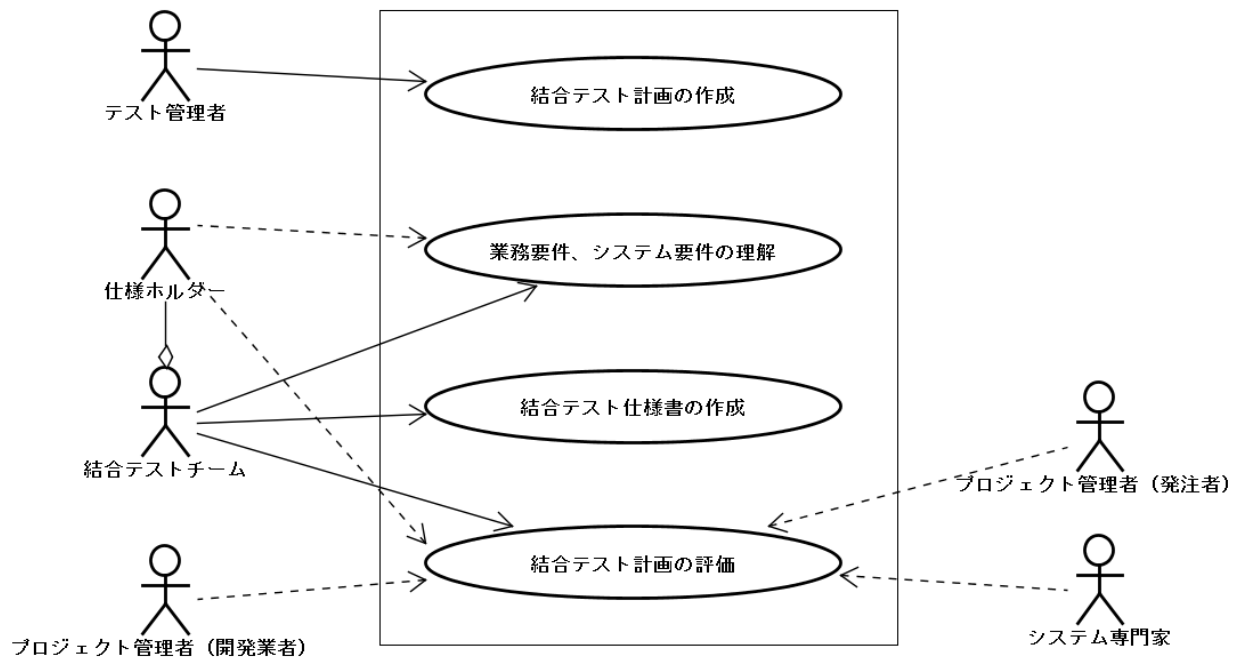 テスト管理者
結合テスト計画の作成
仕様ホルダー
業務要件、システム要件の理解
結合テストチーム
結合テスト仕様書の作成
プロジェクト管理者（発注者）
プロジェクト管理者（開発業者）
結合テスト計画の評価
システム専門家